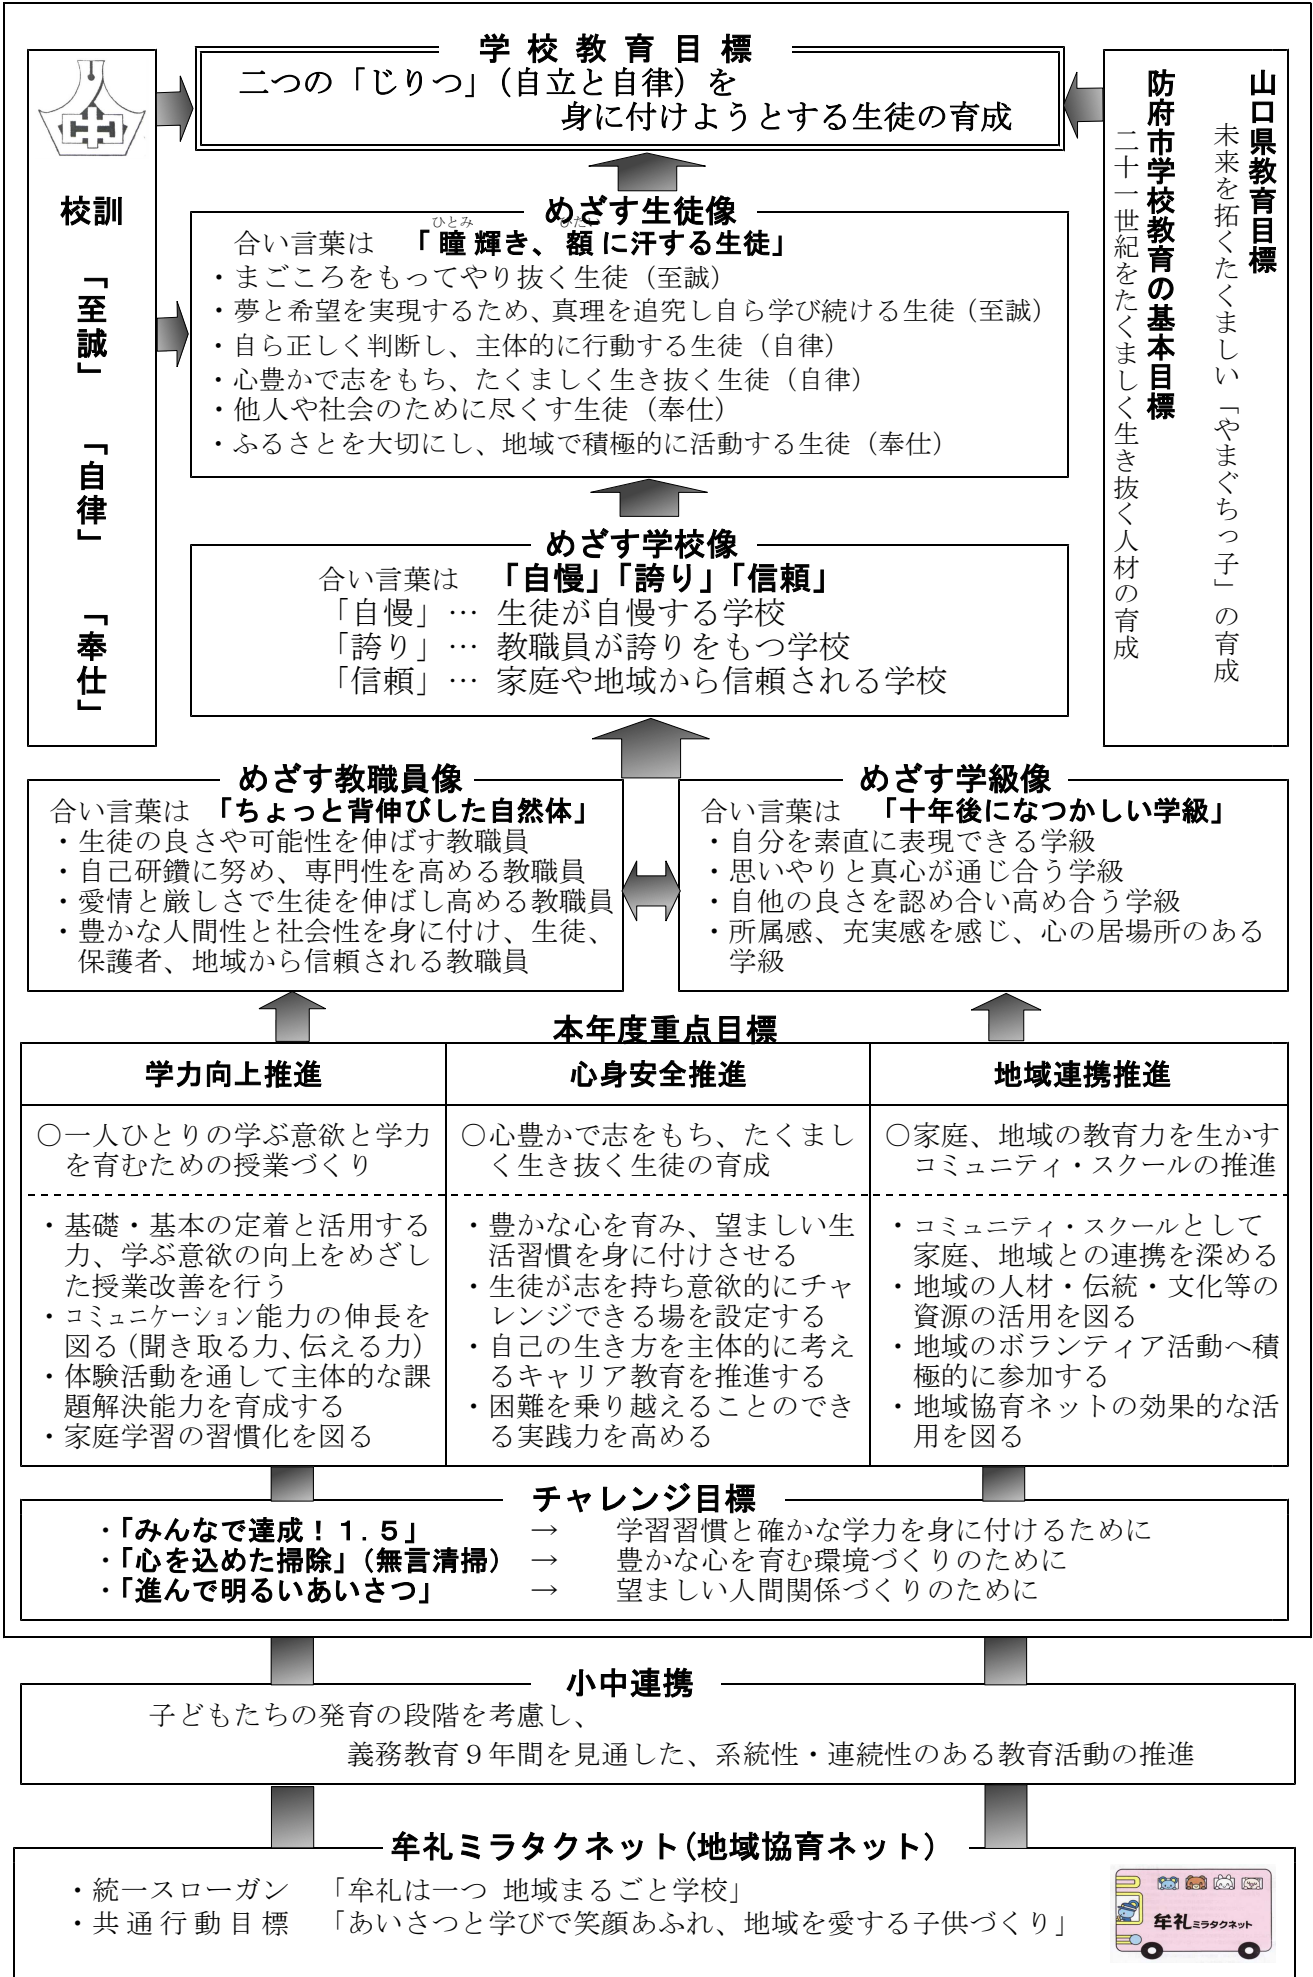 学校教育目標
二つの「じりつ」（自立と自律）を
身に付けようとする生徒の育成
校訓
「至誠」
「自律」
「奉仕」
山口県教育目標
未来を拓くたくましい「やまぐちっ子」の育成
防府市学校教育の基本目標
二十一世紀をたくましく生き抜く人材の育成
めざす生徒像
ひとみ ひたい
合い言葉は 「瞳輝き、額に汗する生徒」
・まごころをもってやり抜く生徒（至誠）
・夢と希望を実現するため、真理を追究し自ら学び続ける生徒（至誠）
・自ら正しく判断し、主体的に行動する生徒（自律）
・心豊かで志をもち、たくましく生き抜く生徒（自律）
・他人や社会のために尽くす生徒（奉仕）
・ふるさとを大切にし、地域で積極的に活動する生徒（奉仕）
めざす学校像
合い言葉は 「自慢」「誇り」「信頼」
「自慢」… 生徒が自慢する学校
「誇り」… 教職員が誇りをもつ学校
「信頼」… 家庭や地域から信頼される学校
めざす教職員像
合い言葉は 「ちょっと背伸びした自然体」
・生徒の良さや可能性を伸ばす教職員
・自己研鑽に努め、専門性を高める教職員
・愛情と厳しさで生徒を伸ばし高める教職員
・豊かな人間性と社会性を身に付け、生徒、
保護者、地域から信頼される教職員
めざす学級像
合い言葉は 「十年後になつかしい学級」
・自分を素直に表現できる学級
・思いやりと真心が通じ合う学級
・自他の良さを認め合い高め合う学級
・所属感、充実感を感じ、心の居場所のある
学級
本年度重点目標
学力向上推進
○一人ひとりの学ぶ意欲と学力
を育むための授業づくり
・基礎・基本の定着と活用する
力、学ぶ意欲の向上をめざし
た授業改善を行う
・コミュニケーション能力の伸長を
図る（聞き取る力、伝える力）
・体験活動を通して主体的な課
題解決能力を育成する
・家庭学習の習慣化を図る
心身安全推進
○心豊かで志をもち、たくまし
く生き抜く生徒の育成
・豊かな心を育み、望ましい生
活習慣を身に付けさせる
・生徒が志を持ち意欲的にチャ
レンジできる場を設定する
・自己の生き方を主体的に考え
るキャリア教育を推進する
・困難を乗り越えることのでき
る実践力を高める
地域連携推進
○家庭、地域の教育力を生かす
コミュニティ・スクールの推進
・コミュニティ・スクールとして
家庭、地域との連携を深める
・地域の人材・伝統・文化等の
資源の活用を図る
・地域のボランティア活動へ積
極的に参加する
・地域協育ネットの効果的な活
用を図る
チャレンジ目標
・「みんなで達成！１.５」 → 学習習慣と確かな学力を身に付けるために
・「心を込めた掃除」（無言清掃） → 豊かな心を育む環境づくりのために
・「進んで明るいあいさつ」 → 望ましい人間関係づくりのために
小中連携
子どもたちの発育の段階を考慮し、
義務教育９年間を見通した、系統性・連続性のある教育活動の推進
牟礼ミラタクネット（地域協育ネット）
・統一スローガン 「牟礼は一つ 地域まるごと学校」
・共通行動目標 「あいさつと学びで笑顔あふれ、地域を愛する子供づくり」
牟礼ミラタクネット